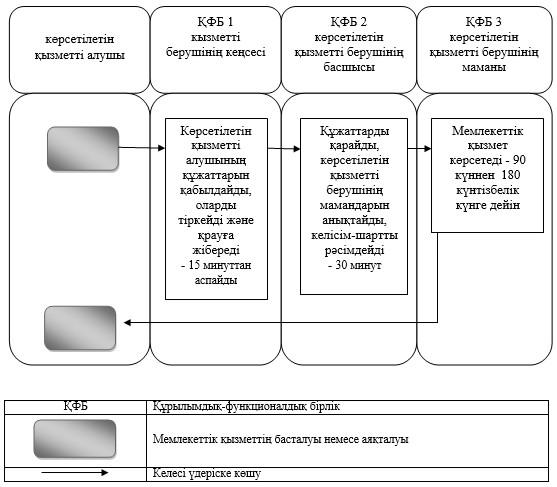 көрсетілетін
қызметті алушы
ҚФБ 1
кызметті
берушінің кеңсесі
ҚФБ 2
көрсетілетін
қызметті берушінің
басшысы
ҚФБ 3
көрсетілетін
қызметті берушінің
маманы
Көрсетілетін
қызметті
алушының
құжаттарын
қабылдайды,
оларды
тіркейді және
қрауға
жібереді
- 15 минуттан
аспайды
Құжаттарды
қарайды,
көрсетілетін
қызметті
берушінің
мамандарын
анықтайды,
келісім-шартты
рәсімдейді
- 30 минут
Мемлекеттік
қызмет
көрсетеді - 90
күннен 180
күнтізбелік
күнге дейін
ҚФБ
Құрылымдық-функционалдық бірлік
Мемлекеттік қызметтің басталуы немесе аяқталуы
Келесі үдеріске көшу